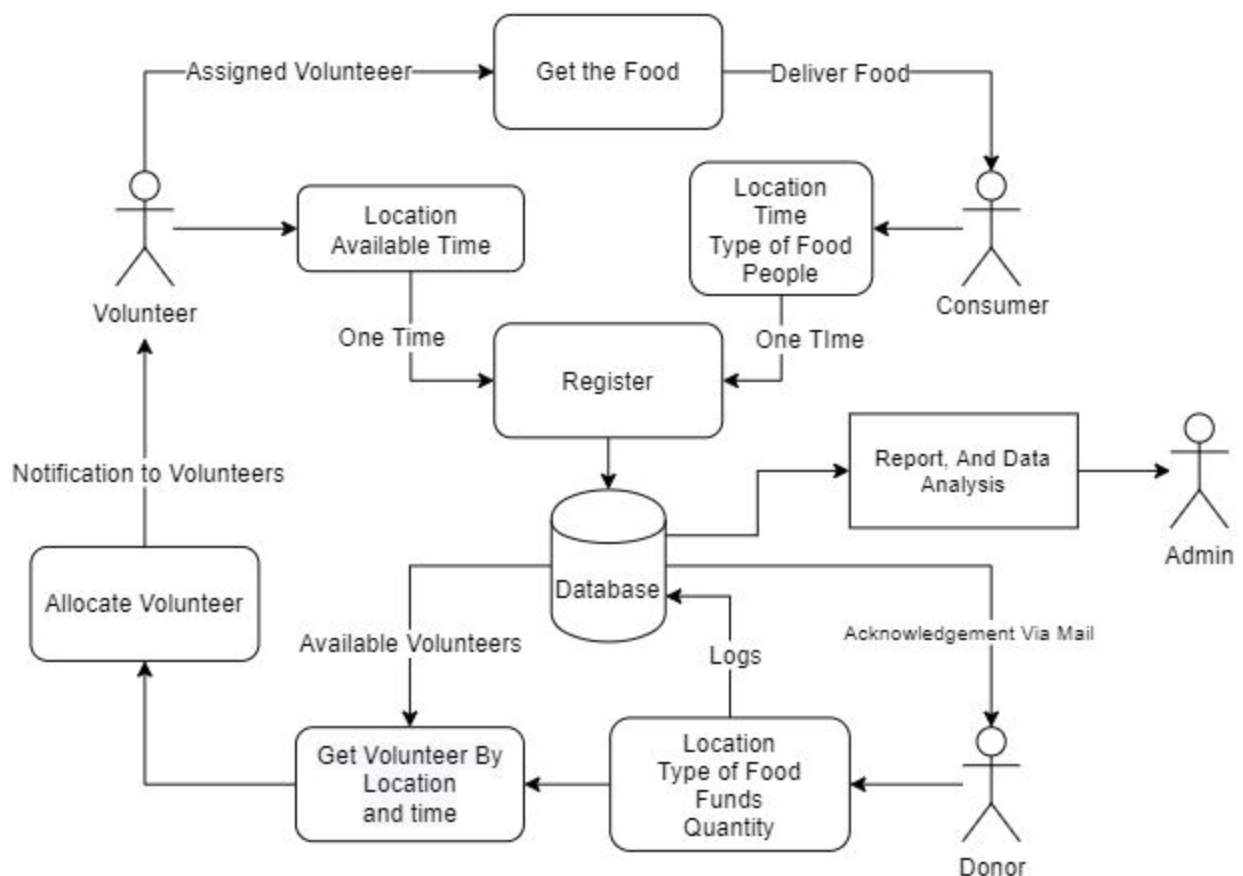 Assigned Volunteeer
Get the Food
Deliver Food
Location
Available Time
Location
Time
Type of Food
People
Volunteer
Consumer
One Time
One TIme
Register
Notification to Volunteers
Report, And Data
Analysis
Admin
Allocate Volunteer
Database
Available Volunteers
Logs
Acknowledgement Via Mail
Get Volunteer By
Location
and time
Location
Type of Food
Funds
Quantity
Donor